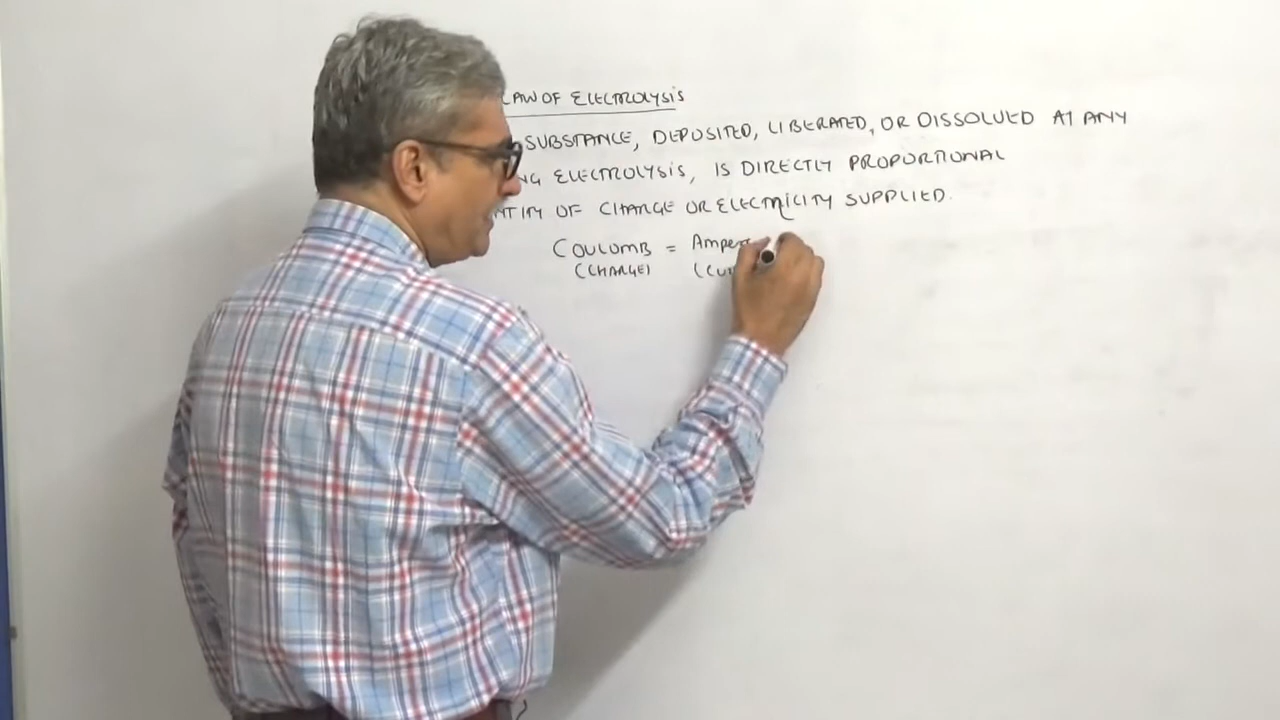 LAW OF ELECTROLYSIS
SUBSTANCE, DEPOSITED, LIBERATED, OR DISSOLVED AT ANY
ELECTROLYSIS, IS DIRECTLY PROPORTIONAL
OF CHARGE OR ELECTRICITY SUPPLIED.
COULOMB =
(CHARGE)